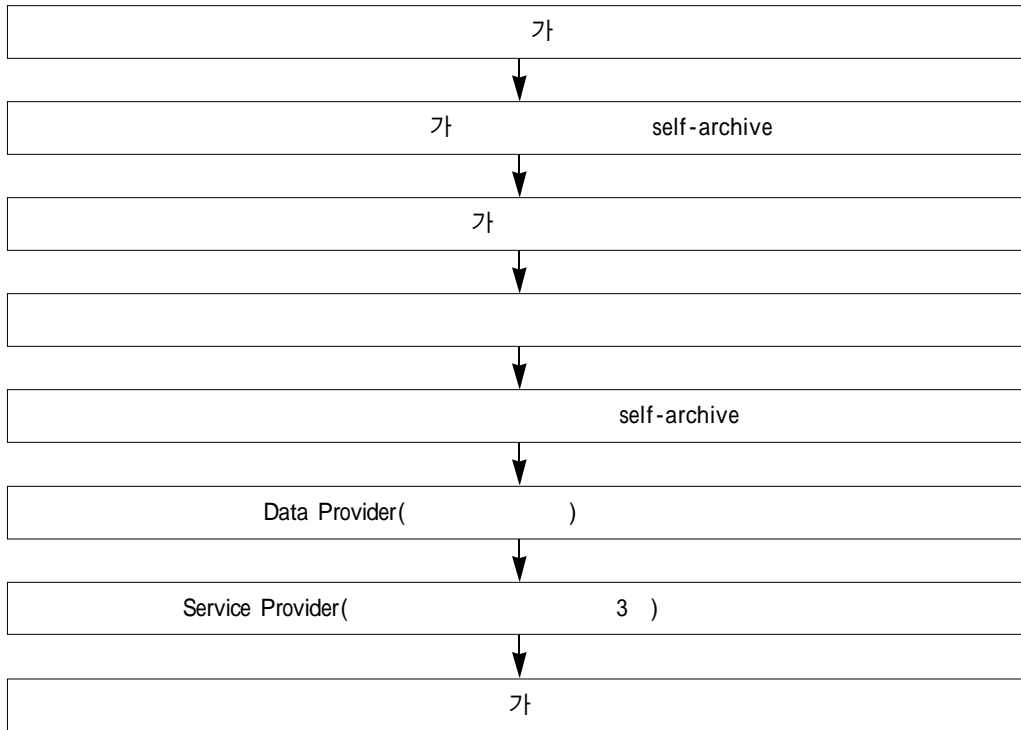 가
가 self-archive
가
self-archive
Data Provider( )
Service Provider( 3 )
가